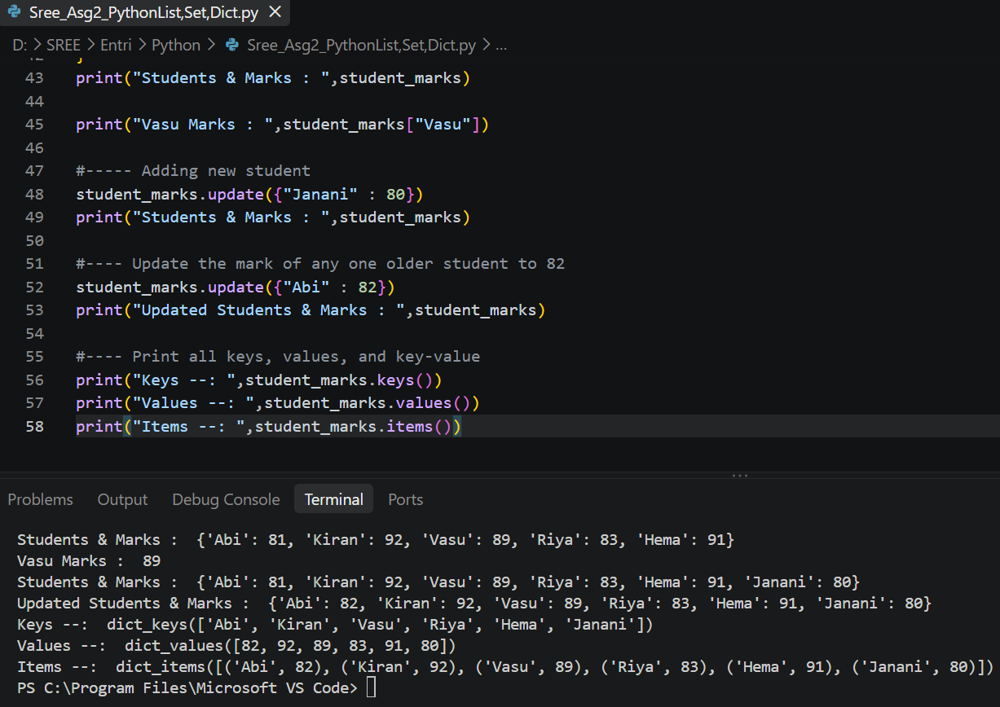 Sree_Asg2_PythonList,Set,Dict.py ×
D: > SREE > Entri > Python > Sree_Asg2_PythonList,Set,Dict.py > ...
42 }
43 print("Students & Marks : ",student_marks)
44
45 print("Vasu Marks : ",student_marks["Vasu"])
46
47 #----- Adding new student
48 student_marks.update({"Janani" : 80})
49 print("Students & Marks : ",student_marks)
50
51 #---- Update the mark of any one older student to 82
52 student_marks.update({"Abi" : 82})
53 print("Updated Students & Marks : ",student_marks)
54
55 #---- Print all keys, values, and key-value
56 print("Keys --: ",student_marks.keys())
57 print("Values --: ",student_marks.values())
58 print("Items --: ",student_marks.items())
Problems Output Debug Console Terminal Ports
Students & Marks :  {'Abi': 81, 'Kiran': 92, 'Vasu': 89, 'Riya': 83, 'Hema': 91}
Vasu Marks :  89
Students & Marks :  {'Abi': 81, 'Kiran': 92, 'Vasu': 89, 'Riya': 83, 'Hema': 91, 'Janani': 80}
Updated Students & Marks :  {'Abi': 82, 'Kiran': 92, 'Vasu': 89, 'Riya': 83, 'Hema': 91, 'Janani': 80}
Keys --:  dict_keys(['Abi', 'Kiran', 'Vasu', 'Riya', 'Hema', 'Janani'])
Values --:  dict_values([82, 92, 89, 83, 91, 80])
Items --:  dict_items([('Abi', 82), ('Kiran', 92), ('Vasu', 89), ('Riya', 83), ('Hema', 91), ('Janani', 80)])
PS C:\Program Files\Microsoft VS Code>